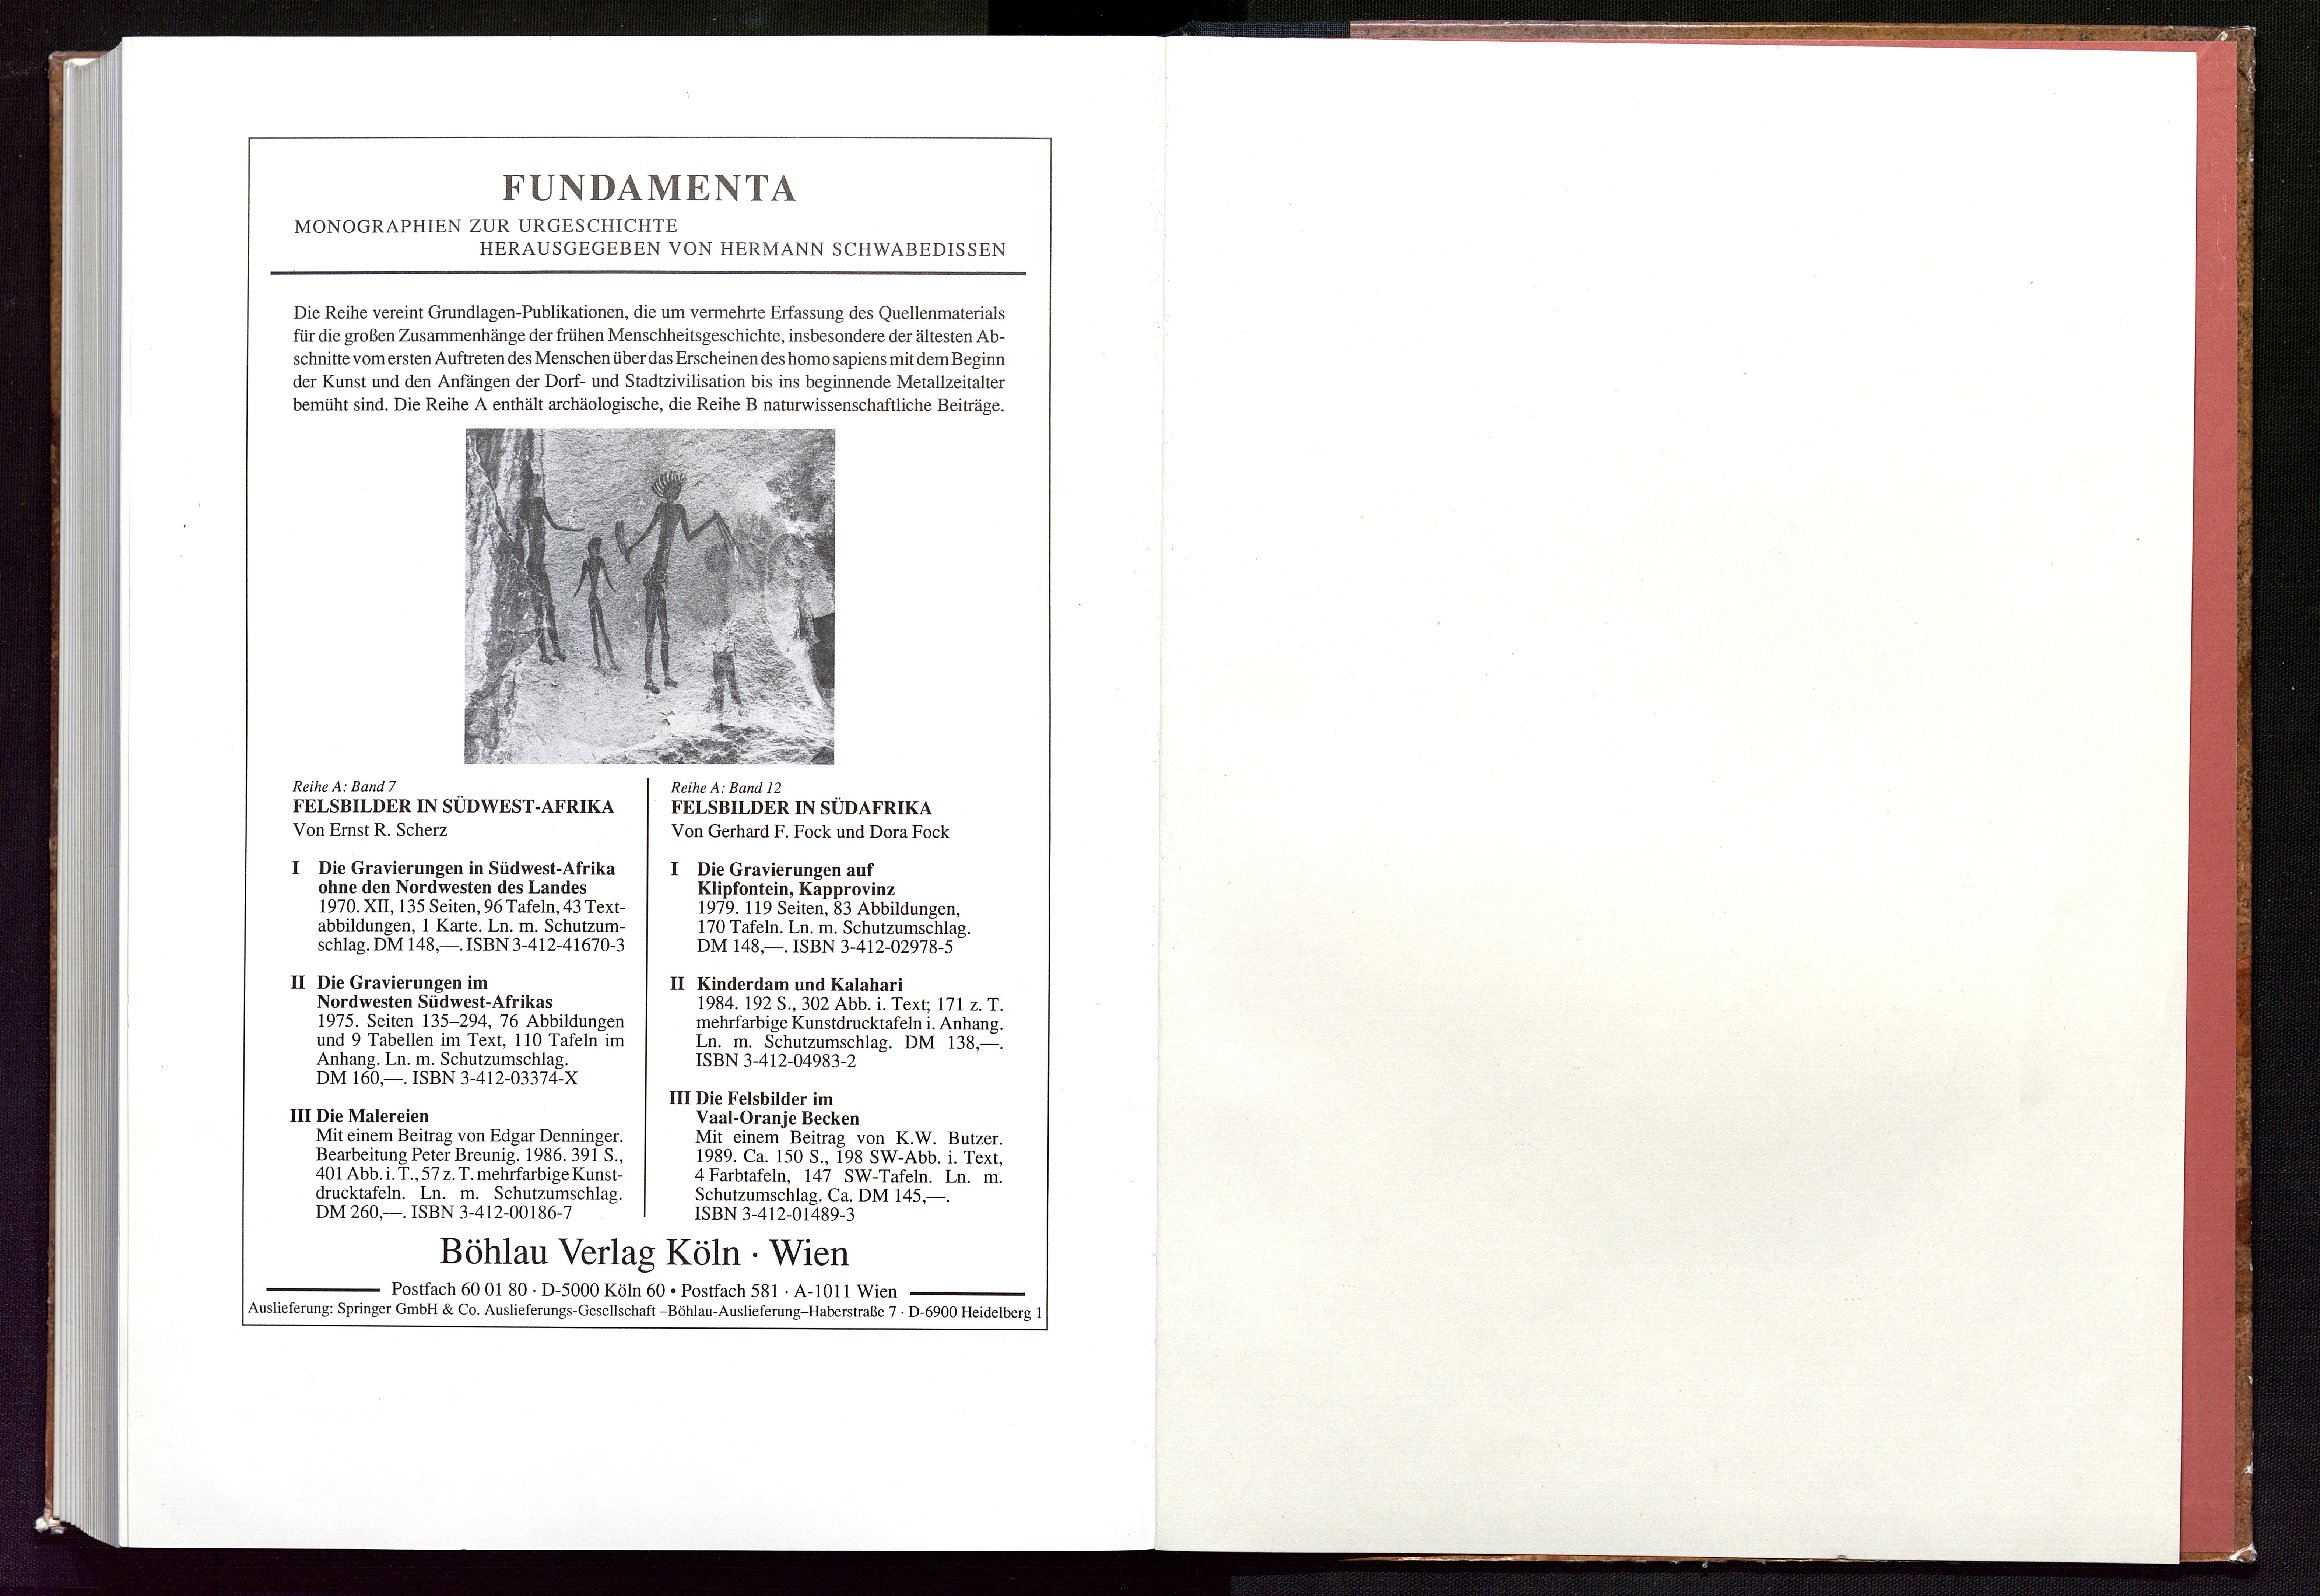 FUNDAMENTA
MONOGRAPHIEN ZUR URGESCHICHTE
HERAUSGEGEBEN VON HERMANN SCHWABEDISSEN
Die Reihe vereint Grundlagen-Publikationen, die um vermehrte Erfassung des Quellenmaterials
für die großen Zusammenhänge der frühen Menschheitsgeschichte, insbesondere der ältesten Ab-
schnitte vom ersten Auftreten des Menschen über das Erscheinen des homo sapiens mit dem Beginn
der Kunst und den Anfängen der Dorf- und Stadtzivilisation bis ins beginnende Metallzeitalter
bemüht sind. Die Reihe A enthält archäologische, die Reihe B naturwissenschaftliche Beiträge.
Reihe A: Band 7
FELSBILDER IN SÜDWEST-AFRIKA
Von Ernst R. Scherz
I Die Gravierungen in Südwest-Afrika
ohne den Nordwesten des Landes
1970. XII, 135 Seiten, 96 Tafeln, 43 Text-
abbildungen, 1 Karte. Ln. m. Schutzum-
schlag. DM 148,—. ISBN 3-412-41670-3
II Die Gravierungen im
Nordwesten Südwest-Afrikas
1975. Seiten 135–294, 76 Abbildungen
und 9 Tabellen im Text, 110 Tafeln im
Anhang. Ln. m. Schutzumschlag.
DM 160,—. ISBN 3-412-03374-X
III Die Malereien
Mit einem Beitrag von Edgar Denninger.
Bearbeitung Peter Breunig. 1986. 391 S.,
401 Abb. i. T., 57 z. T. mehrfarbige Kunst-
drucktafeln. Ln. m. Schutzumschlag.
DM 260,—. ISBN 3-412-00186-7
Reihe A: Band 12
FELSBILDER IN SÜDAFRIKA
Von Gerhard F. Fock und Dora Fock
I Die Gravierungen auf
Klipfontein, Kapprovinz
1979. 119 Seiten, 83 Abbildungen,
170 Tafeln. Ln. m. Schutzumschlag.
DM 148,—. ISBN 3-412-02978-5
II Kinderdam und Kalahari
1984. 192 S., 302 Abb. i. Text; 171 z. T.
mehrfarbige Kunstdrucktafeln i. Anhang.
Ln. m. Schutzumschlag. DM 138,—.
ISBN 3-412-04983-2
III Die Felsbilder im
Vaal-Oranje Becken
Mit einem Beitrag von K.W. Butzer.
1989. Ca. 150 S., 198 SW-Abb. i. Text,
4 Farbtafeln, 147 SW-Tafeln. Ln. m.
Schutzumschlag. Ca. DM 145,—.
ISBN 3-412-01489-3
Böhlau Verlag Köln · Wien
Postfach 60 01 80 · D-5000 Köln 60 • Postfach 581 · A-1011 Wien
Auslieferung: Springer GmbH & Co. Auslieferungs-Gesellschaft –Böhlau-Auslieferung–Haberstraße 7 · D-6900 Heidelberg 1